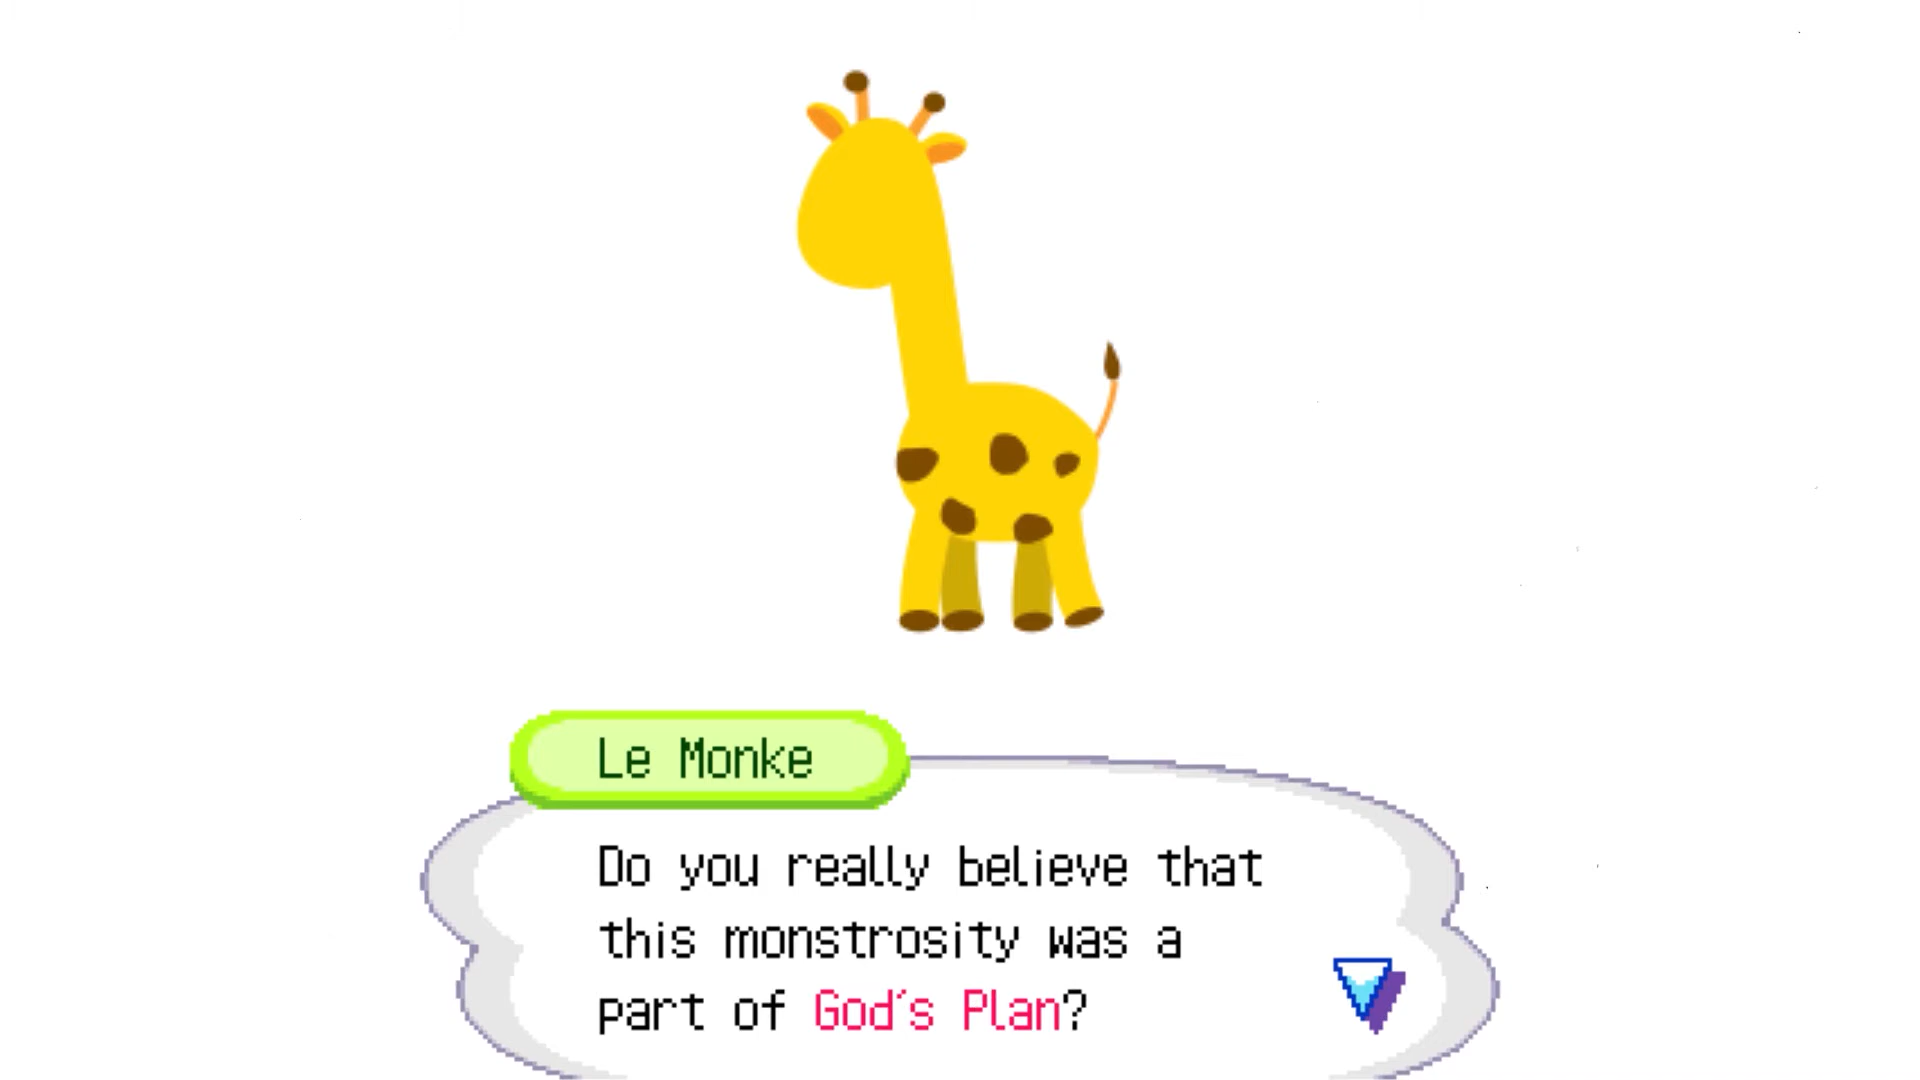 Le Monke
Do you really believe that
this monstrosity was a
part of God's Plan?